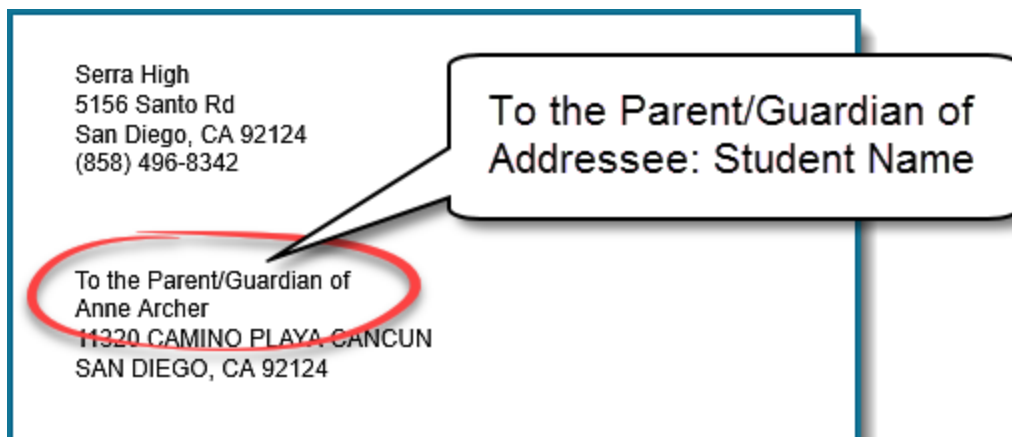 Serra High
5156 Santo Rd
San Diego, CA 92124
(858) 496-8342
To the Parent/Guardian of
Addressee: Student Name
To the Parent/Guardian of
Anne Archer
11320 CAMINO PLAYA CANCUN
SAN DIEGO, CA 92124